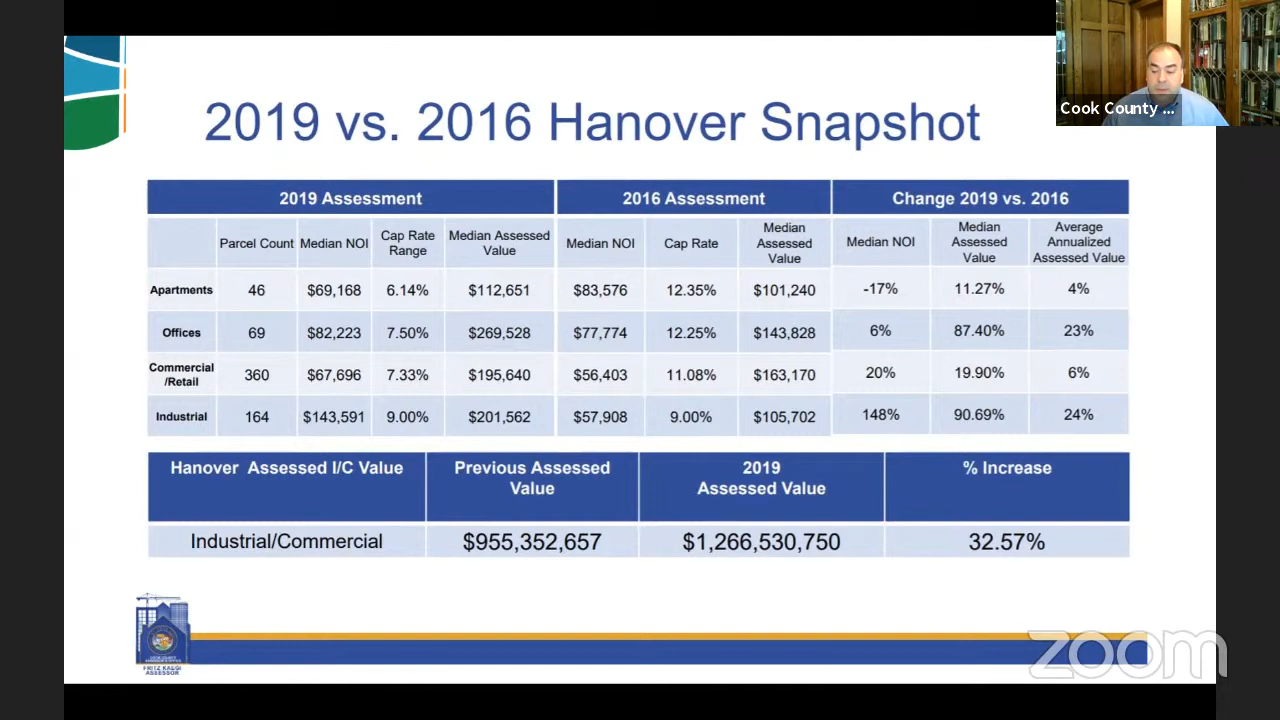 Cook County ...
2019 vs. 2016 Hanover Snapshot
2019 Assessment 2016 Assessment Change 2019 vs. 2016
Parcel Count Median NOI Cap Rate Range Median Assessed Value Median NOI Cap Rate Median Assessed Value Median NOI Median Assessed Value Average Annualized Assessed Value
Apartments 46 $69,168 6.14% $112,651 $83,576 12.35% $101,240 -17% 11.27% 4%
Offices 69 $82,223 7.50% $269,528 $77,774 12.25% $143,828 6% 87.40% 23%
Commercial /Retail 360 $67,696 7.33% $195,640 $56,403 11.08% $163,170 20% 19.90% 6%
Industrial 164 $143,591 9.00% $201,562 $57,908 9.00% $105,702 148% 90.69% 24%
Hanover Assessed I/C Value Previous Assessed Value 2019 Assessed Value % Increase
Industrial/Commercial $955,352,657 $1,266,530,750 32.57%
COOK COUNTY
ASSESSOR'S OFFICE
FRITZ KAEGI
ASSESSOR
zoom